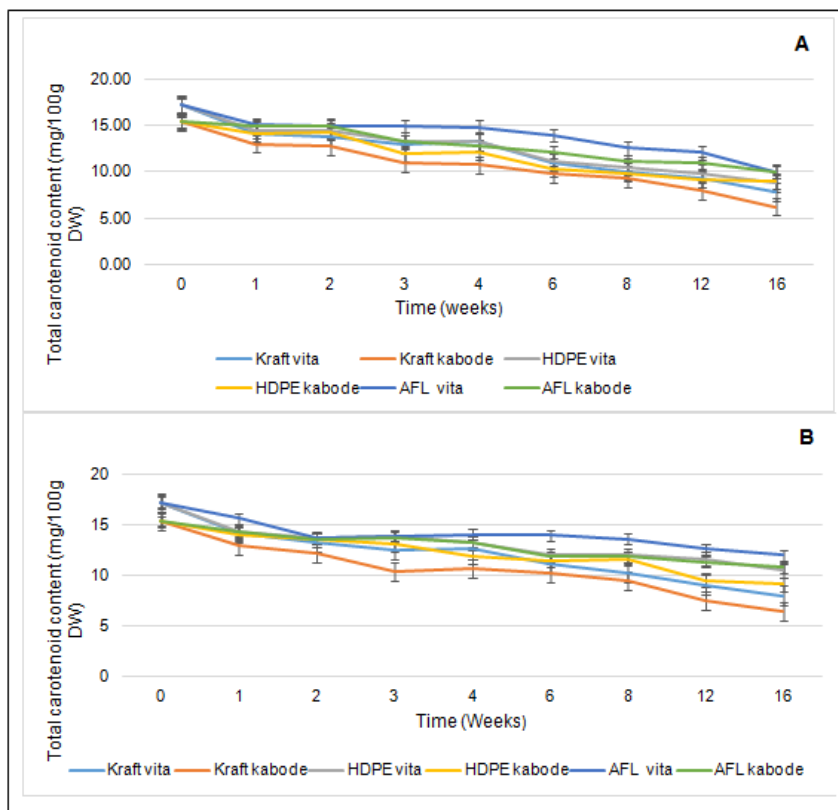 A
Total carotenoid content (mg/100g
DW)
20.00
15.00
10.00
5.00
0.00
0 1 2 3 4 6 8 12 16
Time (weeks)
Kraft vita Kraft kabode HDPE vita
HDPE kabode AFL vita AFL kabode
B
Total carotenoid content (mg/100g
DW)
20
15
10
5
0
0 1 2 3 4 6 8 12 16
Time (Weeks)
Kraft vita Kraft kabode HDPE vita HDPE kabode AFL vita AFL kabode